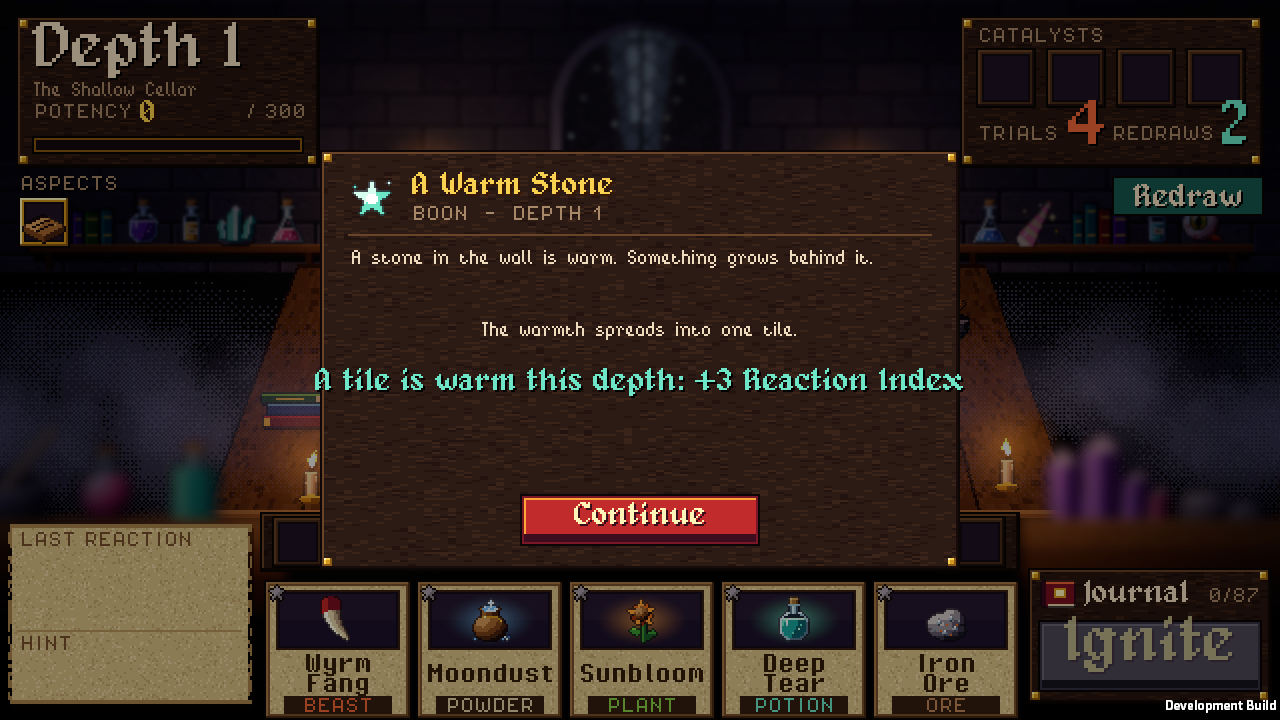 Depth 1
The Shallow Cellar
POTENCY 0 / 300
ASPECTS
CATALYSTS
TRIALS 4 REDRAWS 2
Redraw
A Warm Stone
BOON - DEPTH 1
A stone in the wall is warm. Something grows behind it.
The warmth spreads into one tile.
A tile is warm this depth: +3 Reaction Index
Continue
LAST REACTION
HINT
Wyrm
Fang
BEAST
Moondust
POWDER
Sunbloom
PLANT
Deep
Tear
POTION
Iron
Ore
ORE
Journal 0/87
Ignite
Development Build